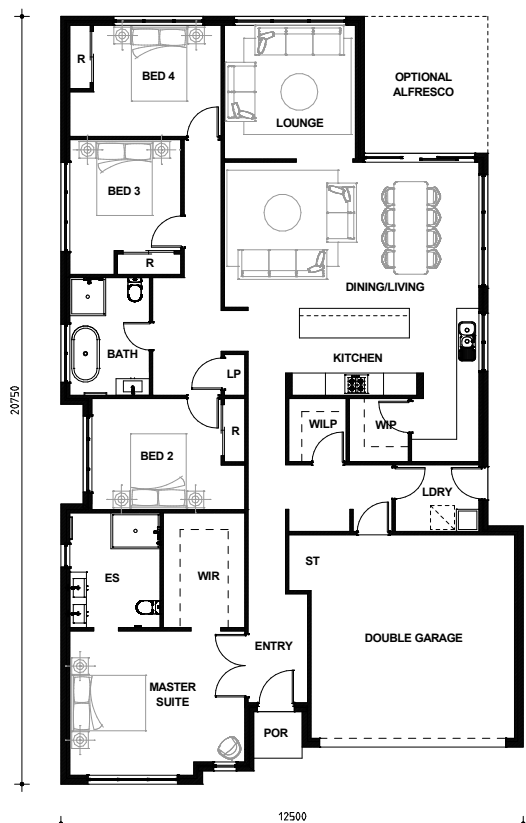 R
BED 4
LOUNGE
OPTIONAL
ALFRESCO
BED 3
R
DINING/LIVING
BATH
KITCHEN
LP
20750
R
WILP
WIP
BED 2
LDRY
ES
WIR
ST
ENTRY
DOUBLE GARAGE
MASTER
SUITE
POR
12500